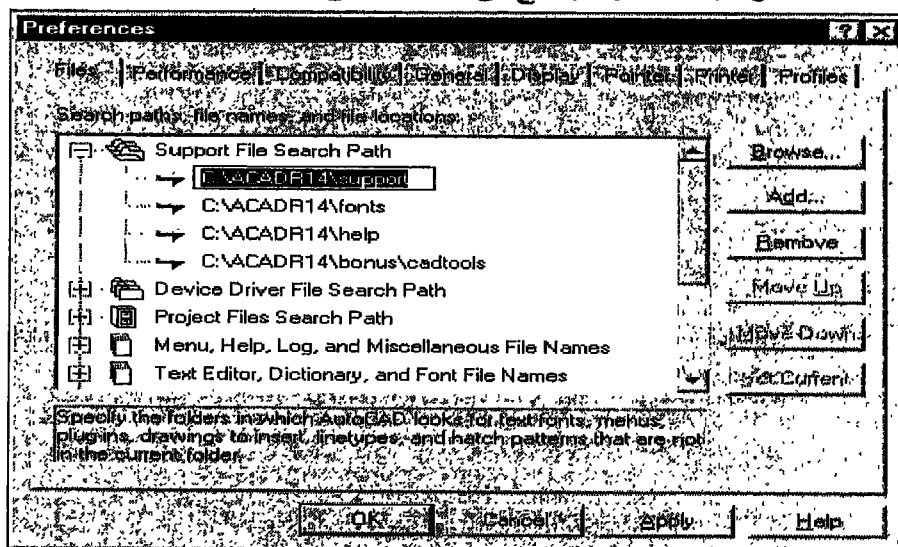 Preferences
Files Performance Compatibility General Display Pointer Printer Profiles
Search paths, file names, and file locations:
Support File Search Path
C:\ACADR14\support
C:\ACADR14\fonts
C:\ACADR14\help
C:\ACADR14\bonus\cadtools
Device Driver File Search Path
Project Files Search Path
Menu, Help, Log, and Miscellaneous File Names
Text Editor, Dictionary, and Font File Names
Browse...
Add...
Remove
Move Up
Move Down
Set Current
Specify the folders in which AutoCAD looks for text fonts, menus,
plug-ins, drawings to insert, linetypes, and hatch patterns that are not
in the current folder.
OK Cancel Apply Help